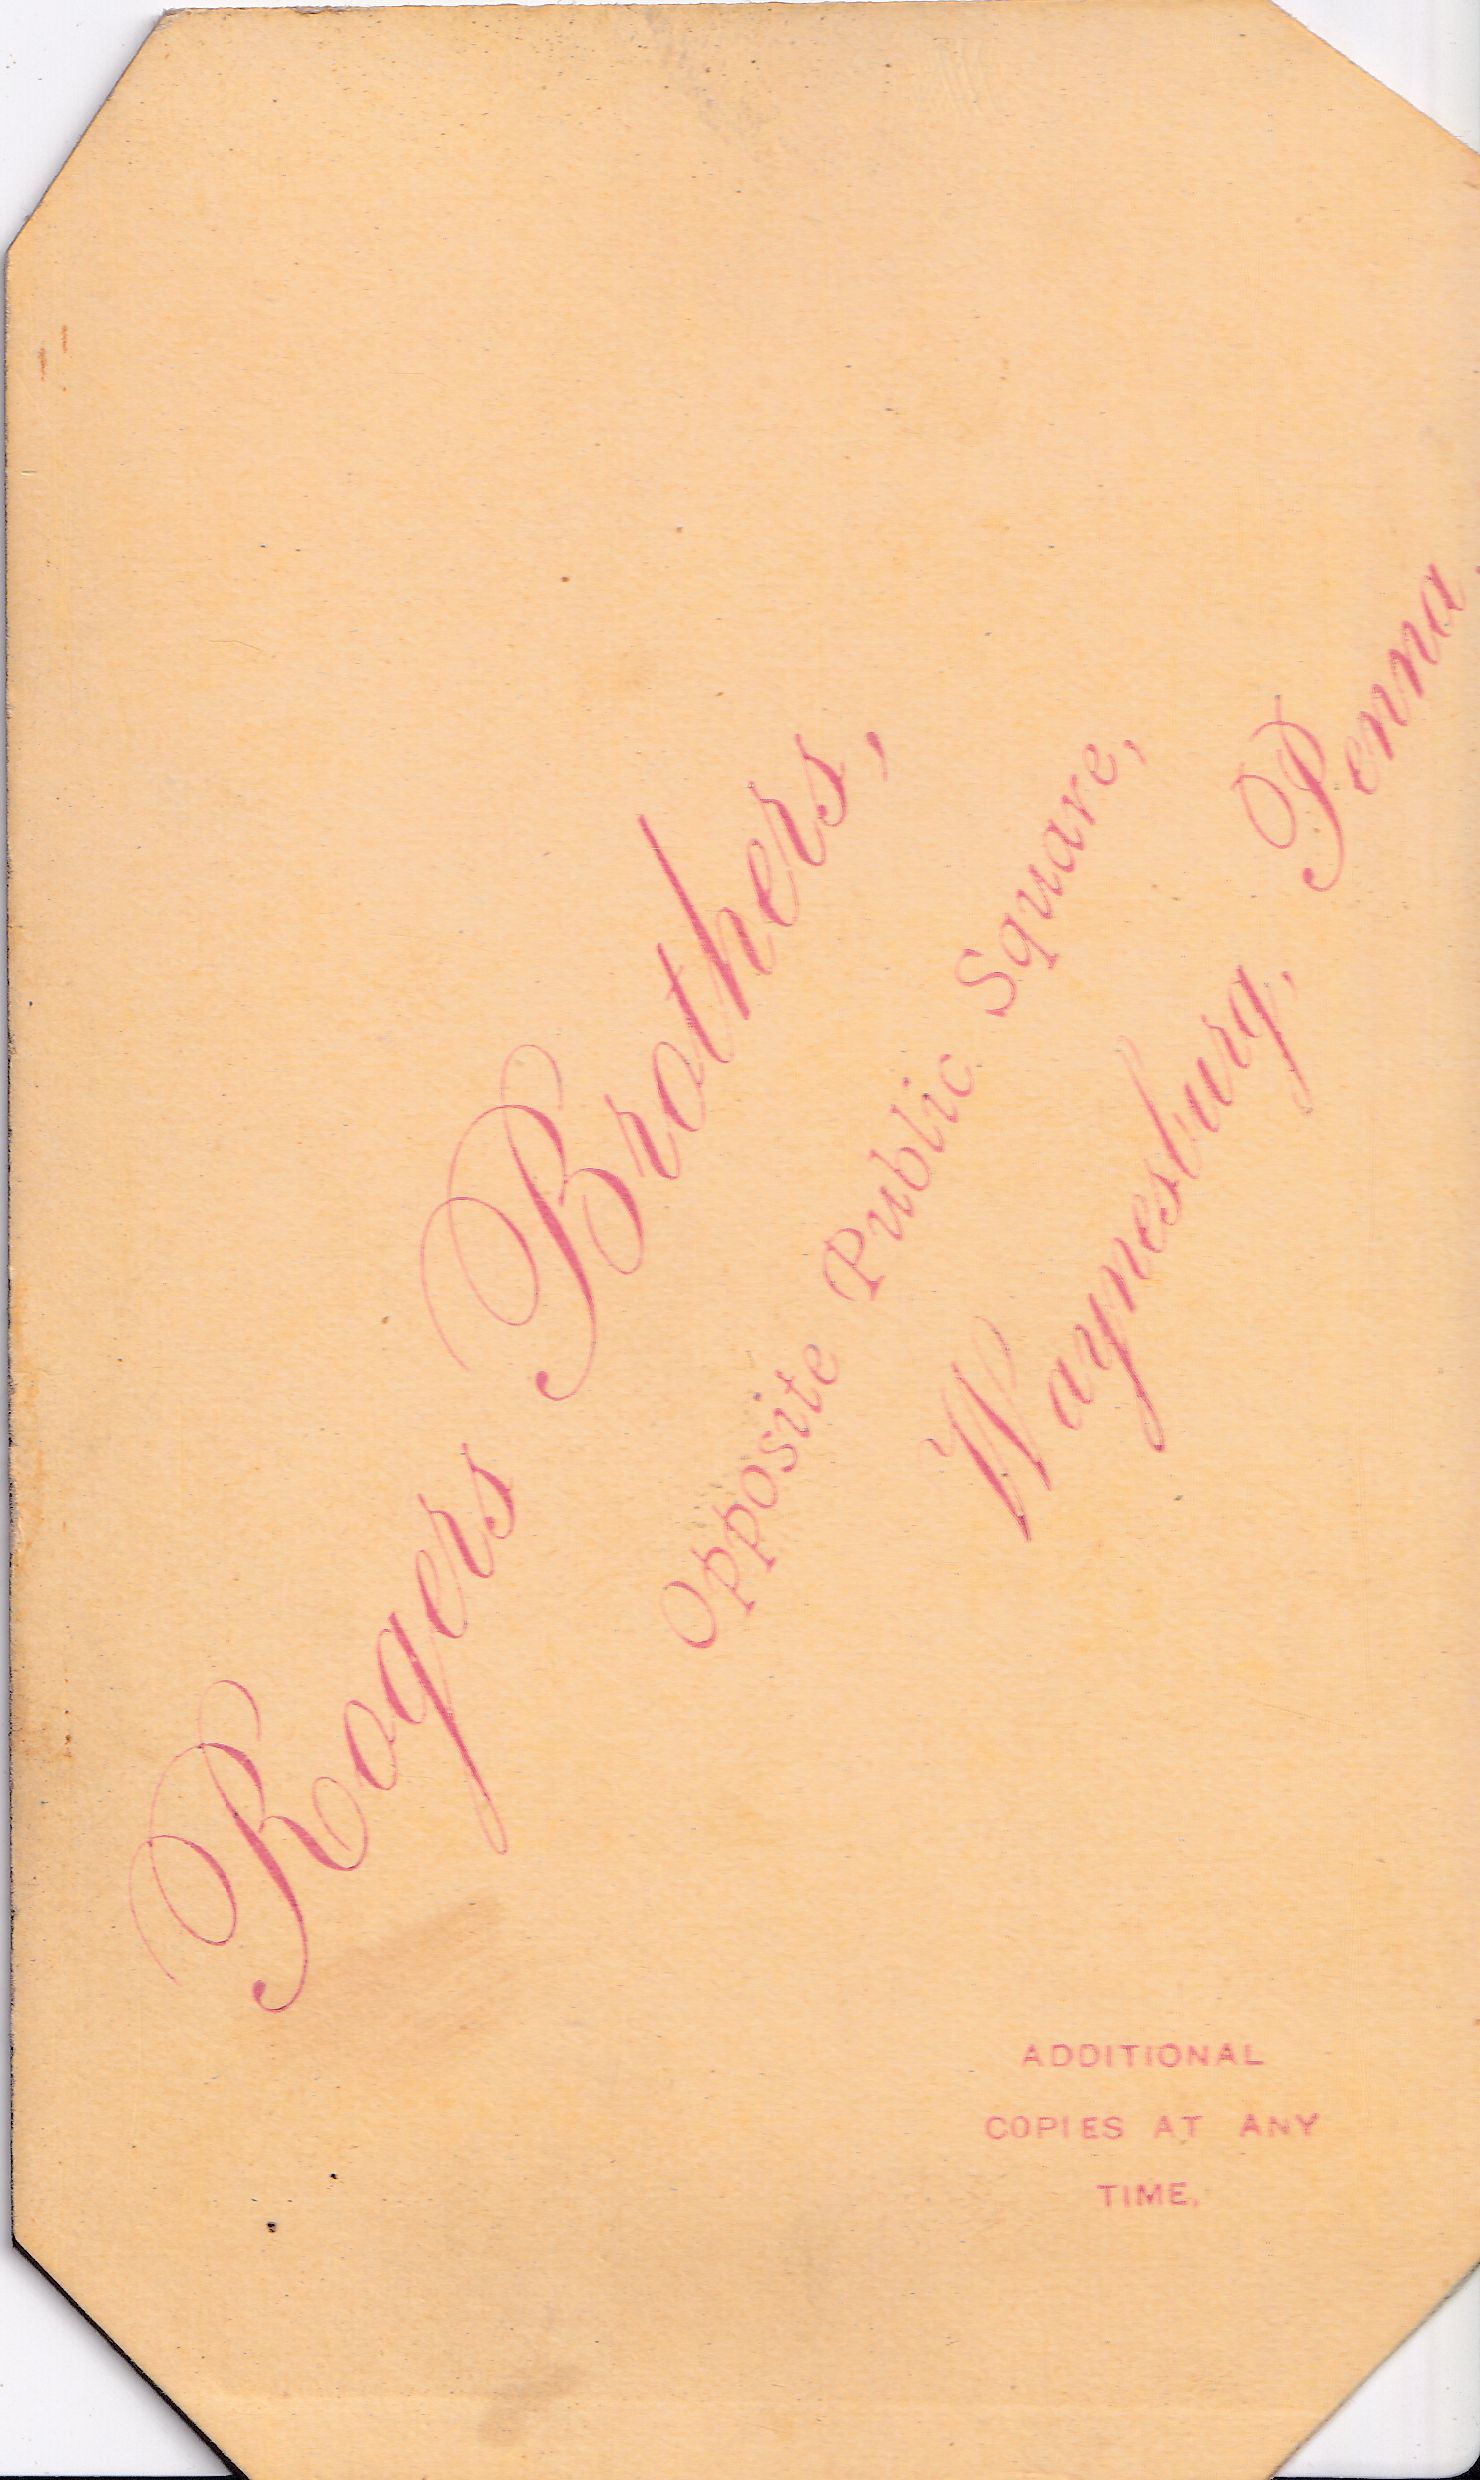 Rogers Brothers,
Opposite Public Square,
Waynesburg, Penna.
ADDITIONAL
COPIES AT ANY
TIME.